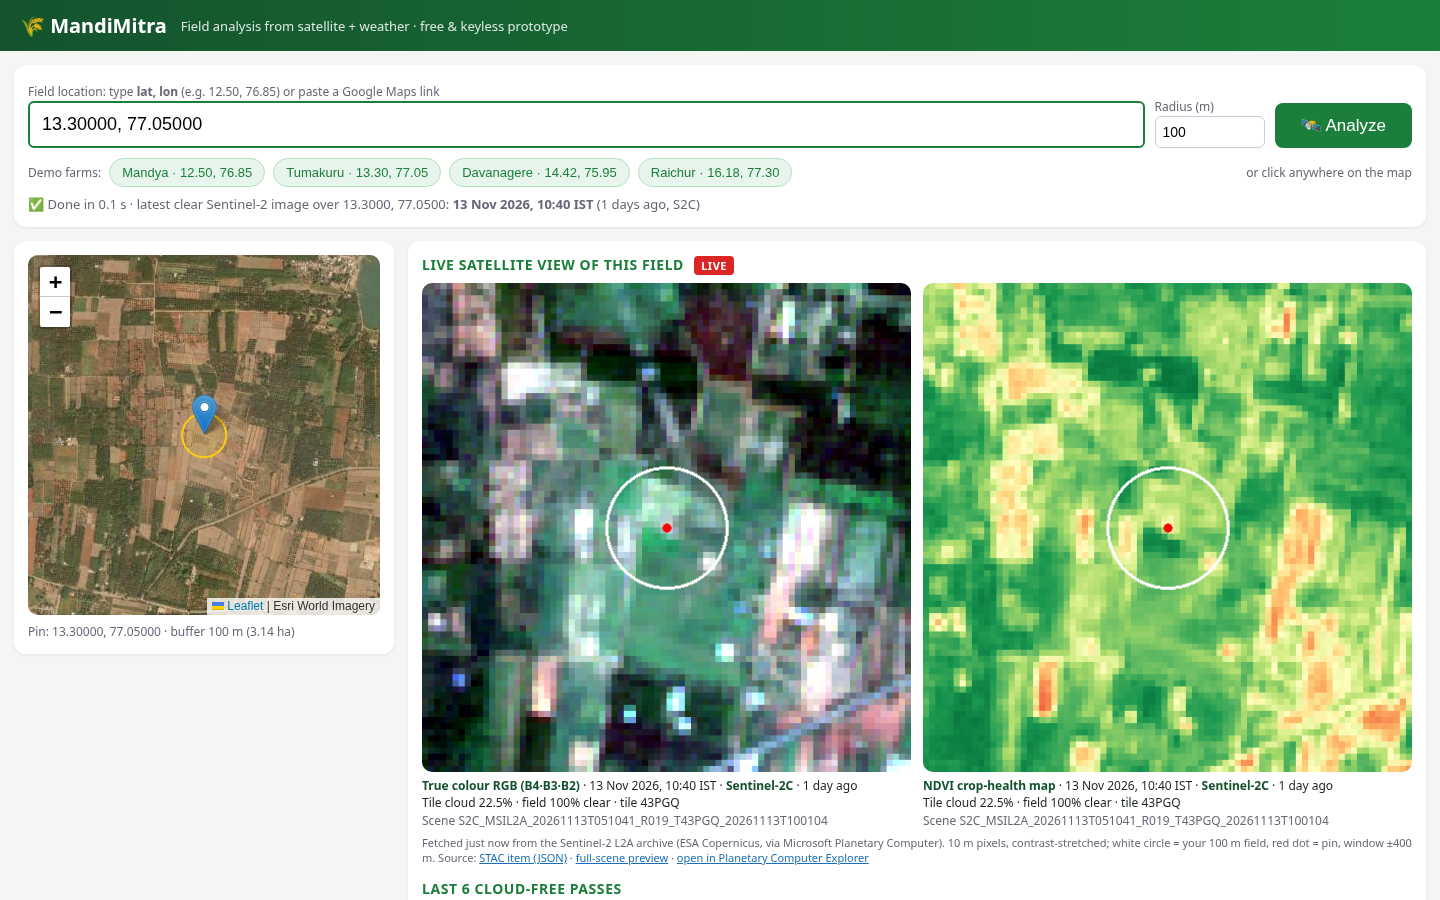 🌾 MandiMitra Field analysis from satellite + weather · free & keyless prototype
Field location: type lat, lon (e.g. 12.50, 76.85) or paste a Google Maps link
13.30000, 77.05000
Radius (m)
100
🛰️ Analyze
Demo farms: Mandya · 12.50, 76.85 Tumakuru · 13.30, 77.05 Davanagere · 14.42, 75.95 Raichur · 16.18, 77.30 or click anywhere on the map
✅ Done in 0.1 s · latest clear Sentinel-2 image over 13.3000, 77.0500: 13 Nov 2026, 10:40 IST (1 days ago, S2C)
+
−
Leaflet | Esri World Imagery
Pin: 13.30000, 77.05000 · buffer 100 m (3.14 ha)
LIVE SATELLITE VIEW OF THIS FIELD LIVE
True colour RGB (B4·B3·B2) · 13 Nov 2026, 10:40 IST · Sentinel-2C · 1 day ago
Tile cloud 22.5% · field 100% clear · tile 43PGQ
Scene S2C_MSIL2A_20261113T051041_R019_T43PGQ_20261113T100104
NDVI crop-health map · 13 Nov 2026, 10:40 IST · Sentinel-2C · 1 day ago
Tile cloud 22.5% · field 100% clear · tile 43PGQ
Scene S2C_MSIL2A_20261113T051041_R019_T43PGQ_20261113T100104
Fetched just now from the Sentinel-2 L2A archive (ESA Copernicus, via Microsoft Planetary Computer). 10 m pixels, contrast-stretched; white circle = your 100 m field, red dot = pin, window ±400
m. Source: STAC item (JSON) · full-scene preview · open in Planetary Computer Explorer
LAST 6 CLOUD-FREE PASSES